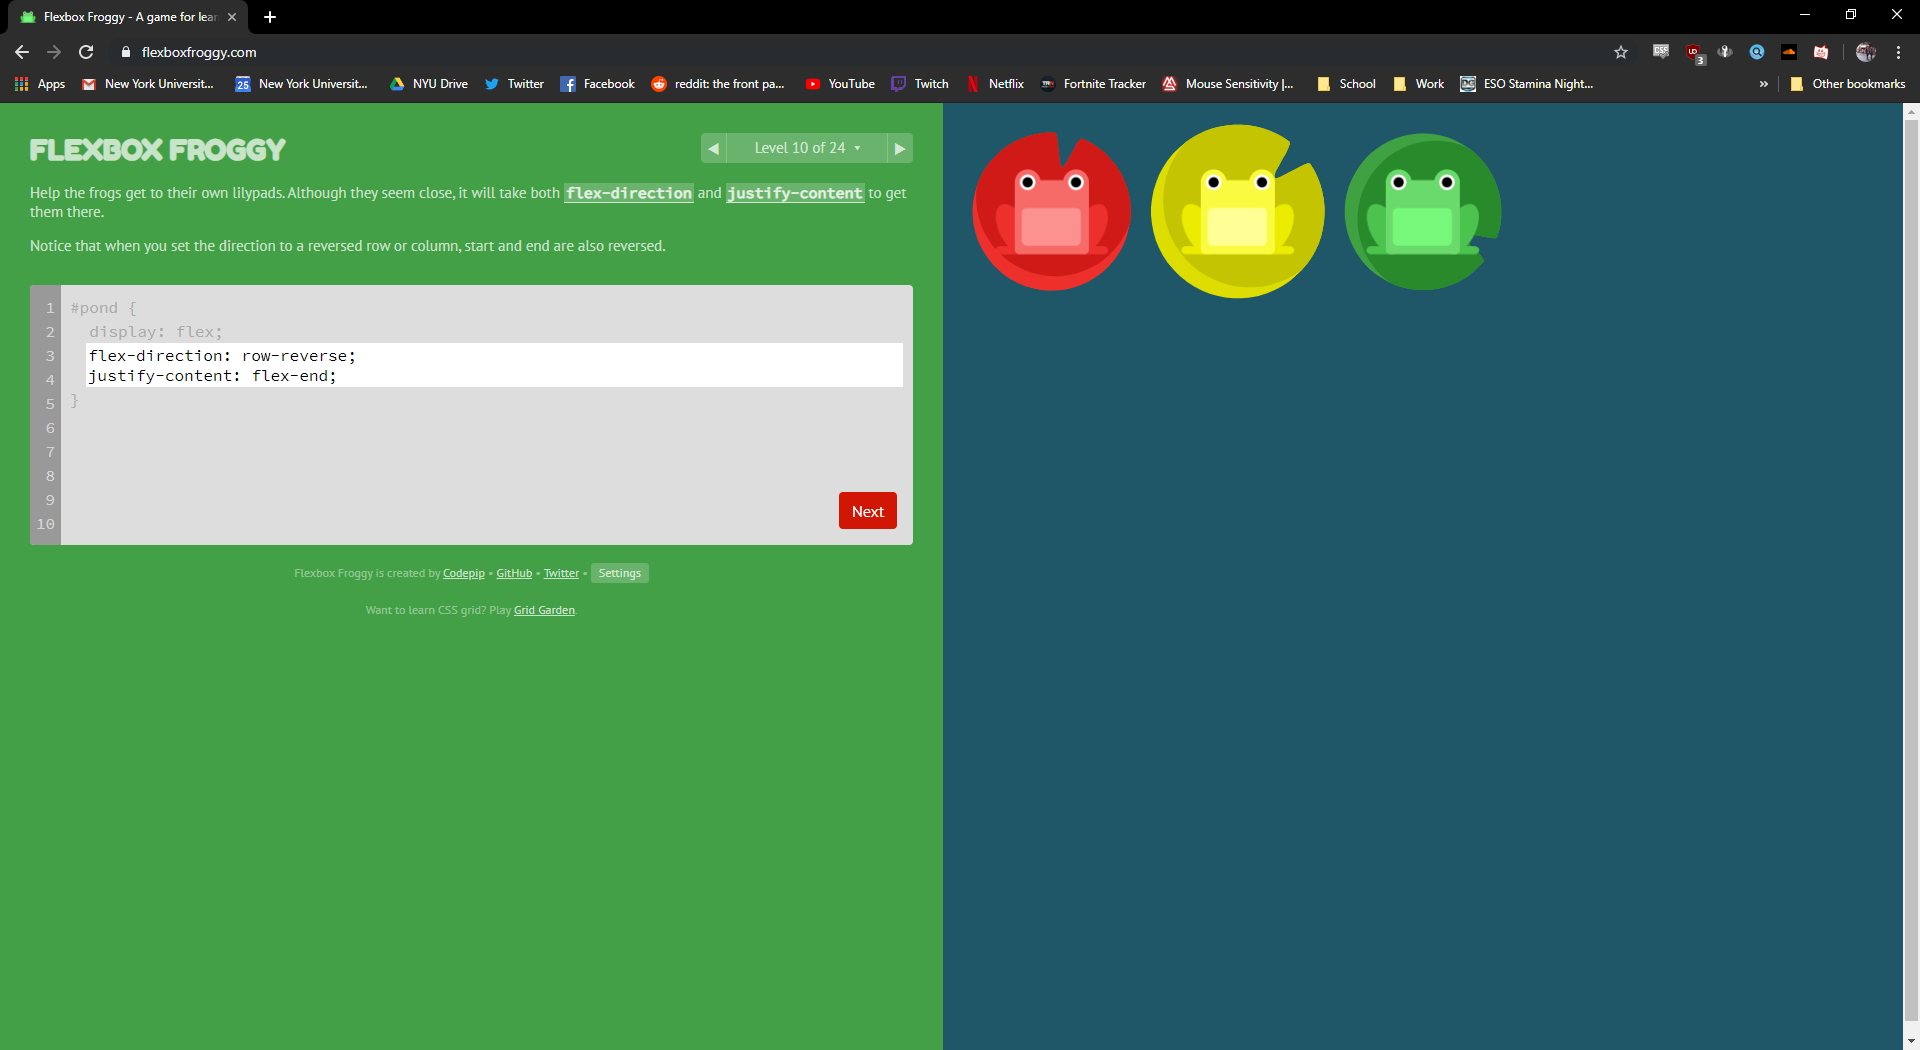 Flexbox Froggy - A game for lear
flexboxfroggy.com
CSS
UD
3
Apps
New York Universit...
25
New York Universit...
NYU Drive
Twitter
Facebook
reddit: the front pa...
YouTube
Twitch
Netflix
Fortnite Tracker
Mouse Sensitivity |...
School
Work
ESO Stamina Night...
»
Other bookmarks
FLEXBOX FROGGY
Level 10 of 24
Help the frogs get to their own lilypads. Although they seem close, it will take both flex-direction and justify-content to get
them there.
Notice that when you set the direction to a reversed row or column, start and end are also reversed.
1 #pond {
2 display: flex;
3 flex-direction: row-reverse;
4 justify-content: flex-end;
5 }
6
7
8
9
10
Next
Flexbox Froggy is created by Codepip • GitHub • Twitter • Settings
Want to learn CSS grid? Play Grid Garden.